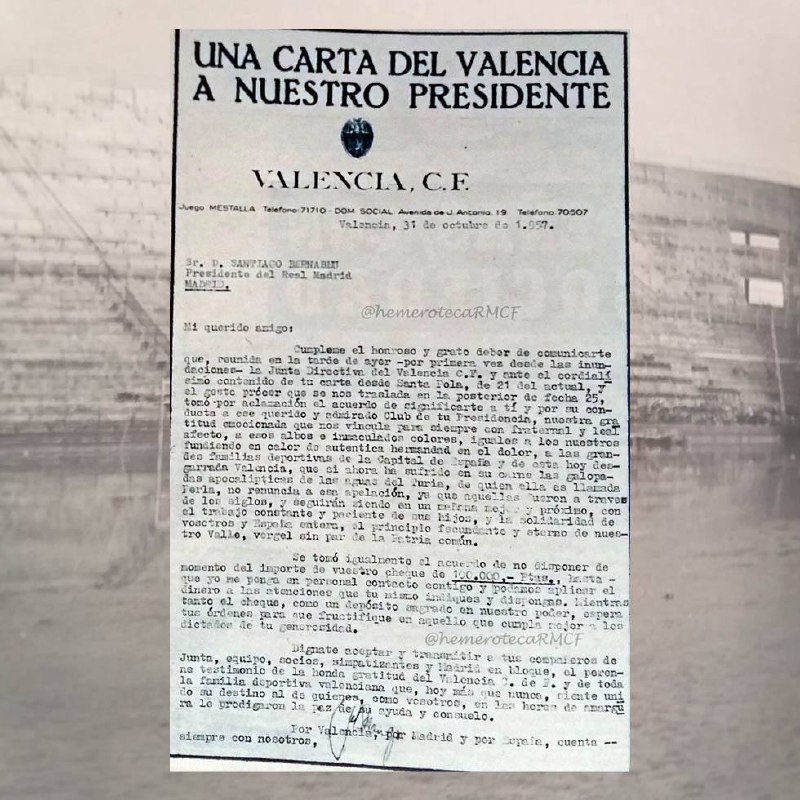 UNA CARTA DEL VALENCIA
A NUESTRO PRESIDENTE
VALENCIA, C.F.
Juego MESTALLA Teléfono 71710 - DOM. SOCIAL. Avenida de J. Antonio, 19 Teléfono 70507
Valencia, 31 de octubre de 1.957.
Sr. D. SANTIAGO BERNABEU
Presidente del Real Madrid
MADRID.
@hemerotecaRMCF
Mi querido amigo:
Cumpleme el honroso y grato deber de comunicarte
que, reunida en la tarde de ayer -por primera vez desde las inun-
daciones- la Junta Directiva del Valencia C.F. y ante el cordialí
simo contenido de tu carta desde Santa Pola, de 21 del actual, y
el gesto prócer que se nos traslada en la posterior de fecha 25,
tomó por aclamación el acuerdo de significarte a tí y por su con-
ducto a ese querido y admirado Club de tu Presidencia, nuestra gra
titud emocionada que nos vincula para siempre con fraternal y leal
afecto, a esos albos e inmaculados colores, iguales a los nuestros
fundiendo en calor de autentica hermandad en el dolor, a las gran-
des familias deportivas de la Capital de España y de esta hoy des-
garrada Valencia, que si ahora ha sufrido en su carne las galopa-
das apocalipticas de las aguas del Turia, de quien ella es llamada
Perla, no renuncia a esa apelación, ya que aquellas fueron a traves
de los siglos, y seguirán siendo en un mañana mejor y próximo, con
el trabajo constante y paciente de sus hijos, y la solidaridad de
vosotros y España entera, el principio fecundante y eterno de nues-
tro Valle, vergel sin par de la Patria común.
Se tomó igualmente el acuerdo de no disponer de
momento del importe de vuestro cheque de 100.000,- Ptas., hasta -
que yo me ponga en personal contacto contigo y podamos aplicar el
dinero a las atenciones que tu mismo indiques y dispongas. Mientras
tanto el cheque, como un depósito sagrado en nuestro poder, espera
tus órdenes para que fructifique en aquello que cumpla mejor a los
dictados de tu generosidad.
@hemerotecaRMCF
Dígnate aceptar y transmitir a tus compañeros de
Junta, equipo, socios, simpatizantes y Madrid en bloque, el peren-
ne testimonio de la honda gratitud del Valencia C. de F. y de toda
la familia deportiva valenciana que, hoy más que nunca, siente uni
do su destino al de quienes, como vosotros, en las horas de amargu
ra le prodigaron la paz de su ayuda y consuelo.
Por Valencia, por Madrid y por España, cuenta --
siempre con nosotros,